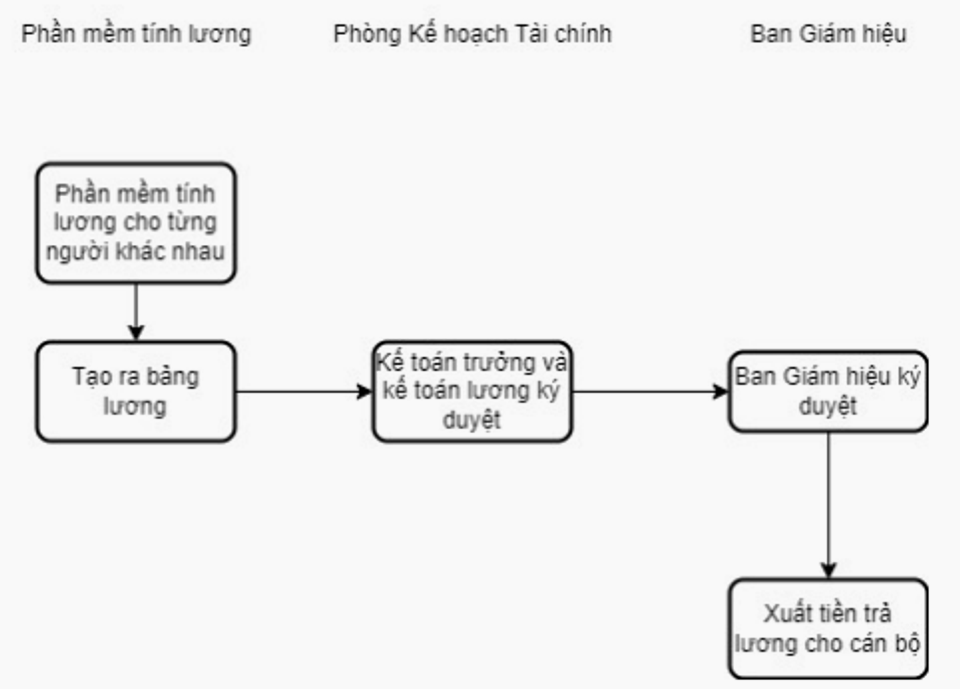 Phần mềm tính lương
Phòng Kế hoạch Tài chính
Ban Giám hiệu
Phần mềm tính
lương cho từng
người khác nhau
Tạo ra bảng
lương
Kế toán trưởng và
kế toán lương ký
duyệt
Ban Giám hiệu ký
duyệt
Xuất tiền trả
lương cho cán bộ